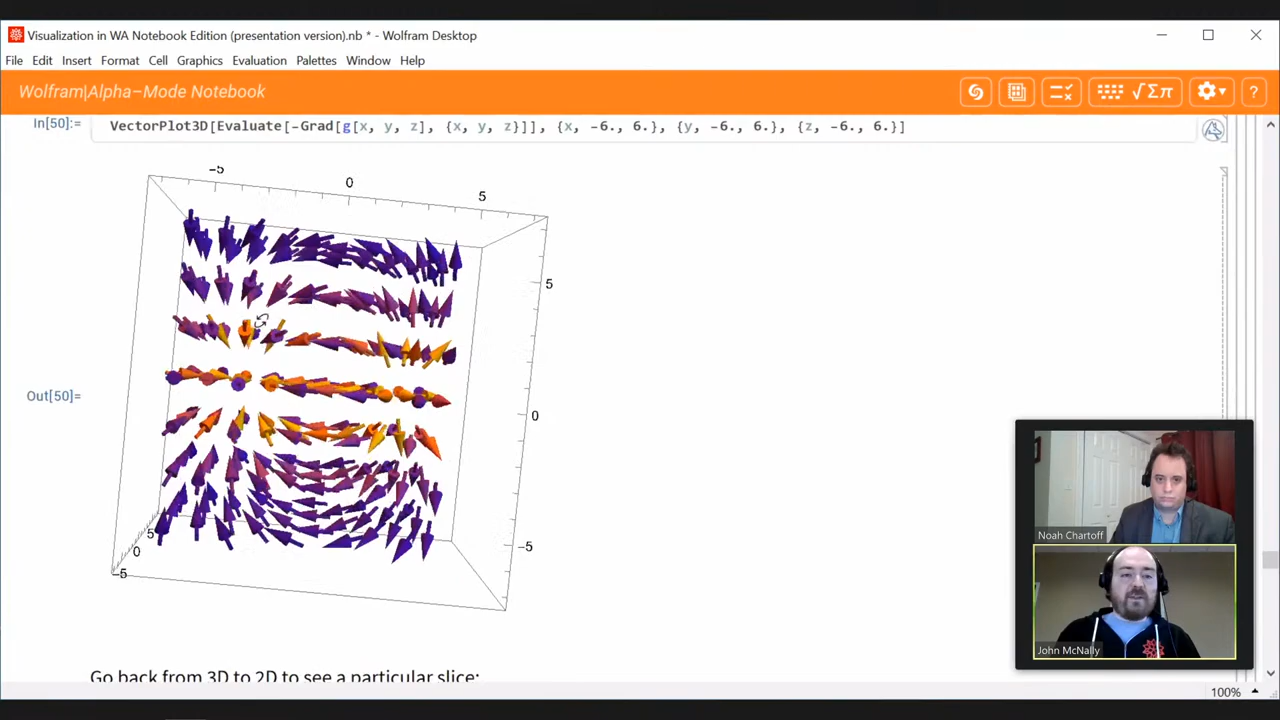 Visualization in WA Notebook Edition (presentation version).nb * - Wolfram Desktop
File Edit Insert Format Cell Graphics Evaluation Palettes Window Help
Wolfram|Alpha-Mode Notebook
√Σπ
?
In[50]:= VectorPlot3D[Evaluate[-Grad[g[x, y, z], {x, y, z}]], {x, -6., 6.}, {y, -6., 6.}, {z, -6., 6.}]
-5
0
5
5
Out[50]=
0
-5
5
0
-5
Noah Chartoff
John McNally
Go back from 3D to 2D to see a particular slice:
100%